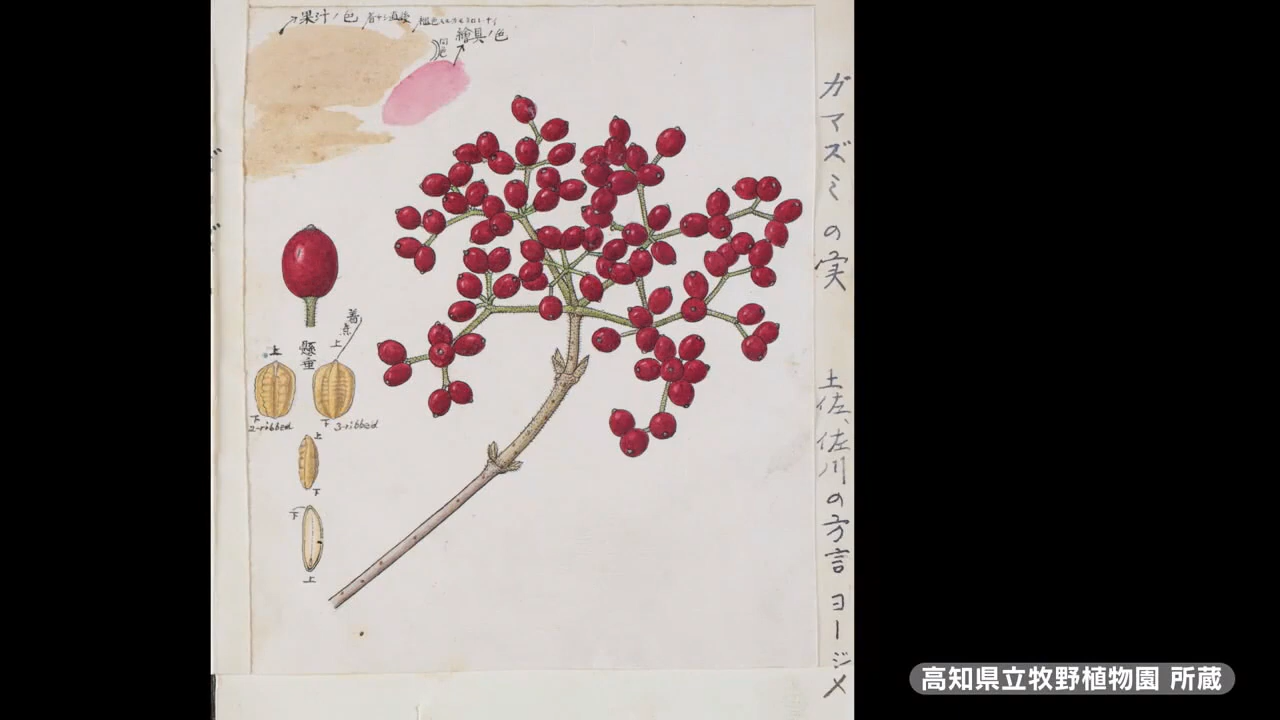 果汁ノ色
繪具ノ色
着点
上
懸垂
上
下
2-ribbed
下
3-ribbed
上
下
下
上
ガマズミの実 土佐、佐川の方言 ヨージメ
高知県立牧野植物園 所蔵